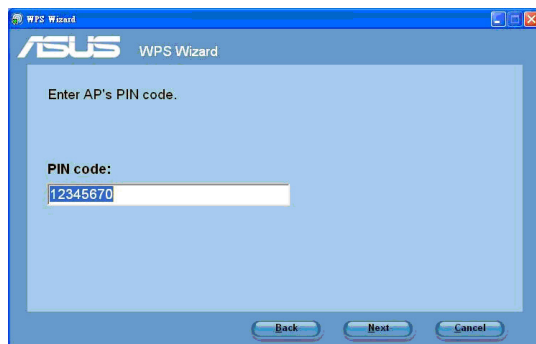 WPS Wizard
ASUS WPS Wizard
Enter AP's PIN code.
PIN code:
12345670
Back Next Cancel